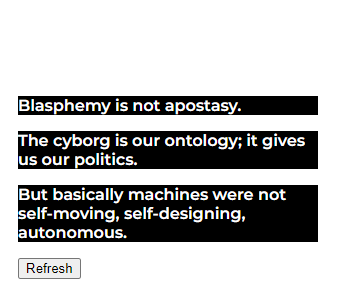 Blasphemy is not apostasy.
The cyborg is our ontology; it gives
us our politics.
But basically machines were not
self-moving, self-designing,
autonomous.
Refresh